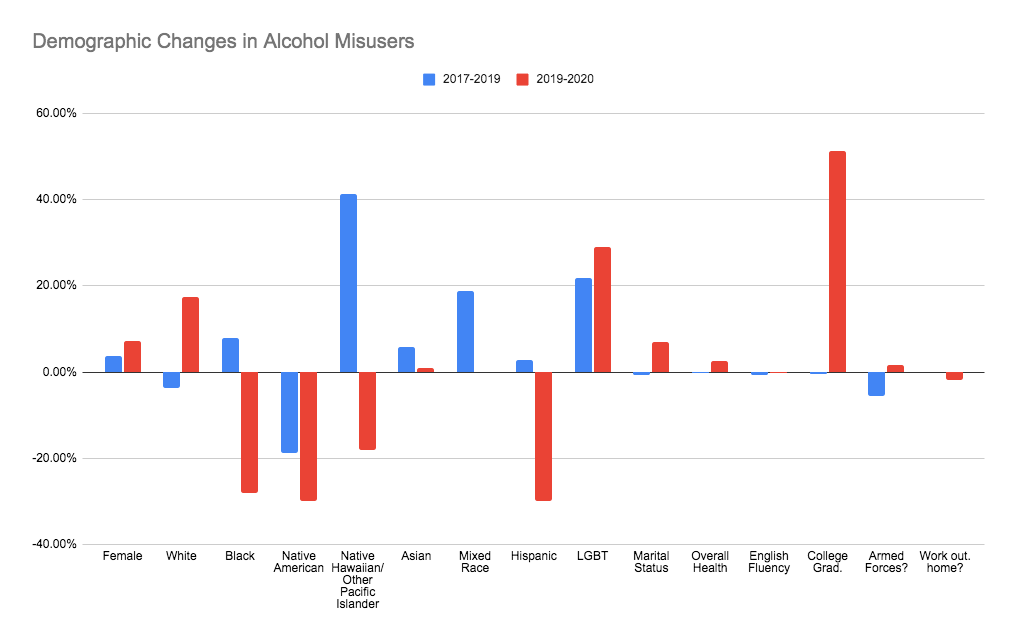 Demographic Changes in Alcohol Misusers
2017-2019 2019-2020
60.00%
40.00%
20.00%
0.00%
-20.00%
-40.00%
Female
White
Black
Native
American
Native
Hawaiian/
Other
Pacific
Islander
Asian
Mixed
Race
Hispanic
LGBT
Marital
Status
Overall
Health
English
Fluency
College
Grad.
Armed
Forces?
Work out.
home?